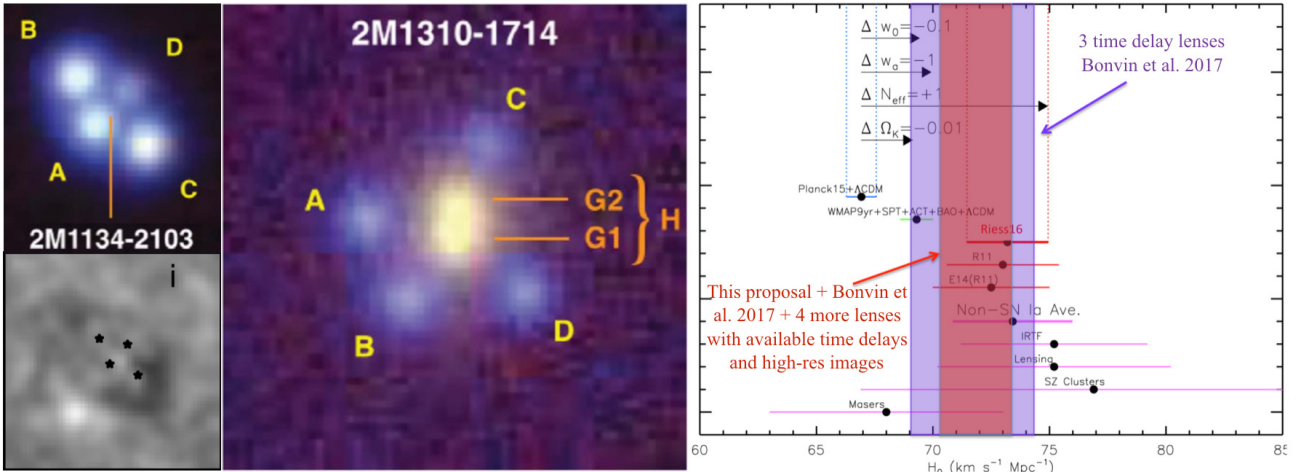 B
D
A
C
2M1134-2103
i
2M1310-1714
C
A
G2
G1
H
B
D
Δ w₀=-0.1
Δ wₐ=-1
Δ N_eff=+1
Δ Ω_K=-0.01
3 time delay lenses
Bonvin et al. 2017
Planck15+ΛCDM
WMAP9yr+SPT+ACT+BAO+ΛCDM
Riess16
R11
E14(R11)
Non-SN Ia Ave.
IRTF
Lensing
SZ Clusters
Masers
This proposal + Bonvin et
al. 2017 + 4 more lenses
with available time delays
and high-res images
60
65
70
75
80
H₀ (km s⁻¹ Mpc⁻¹)